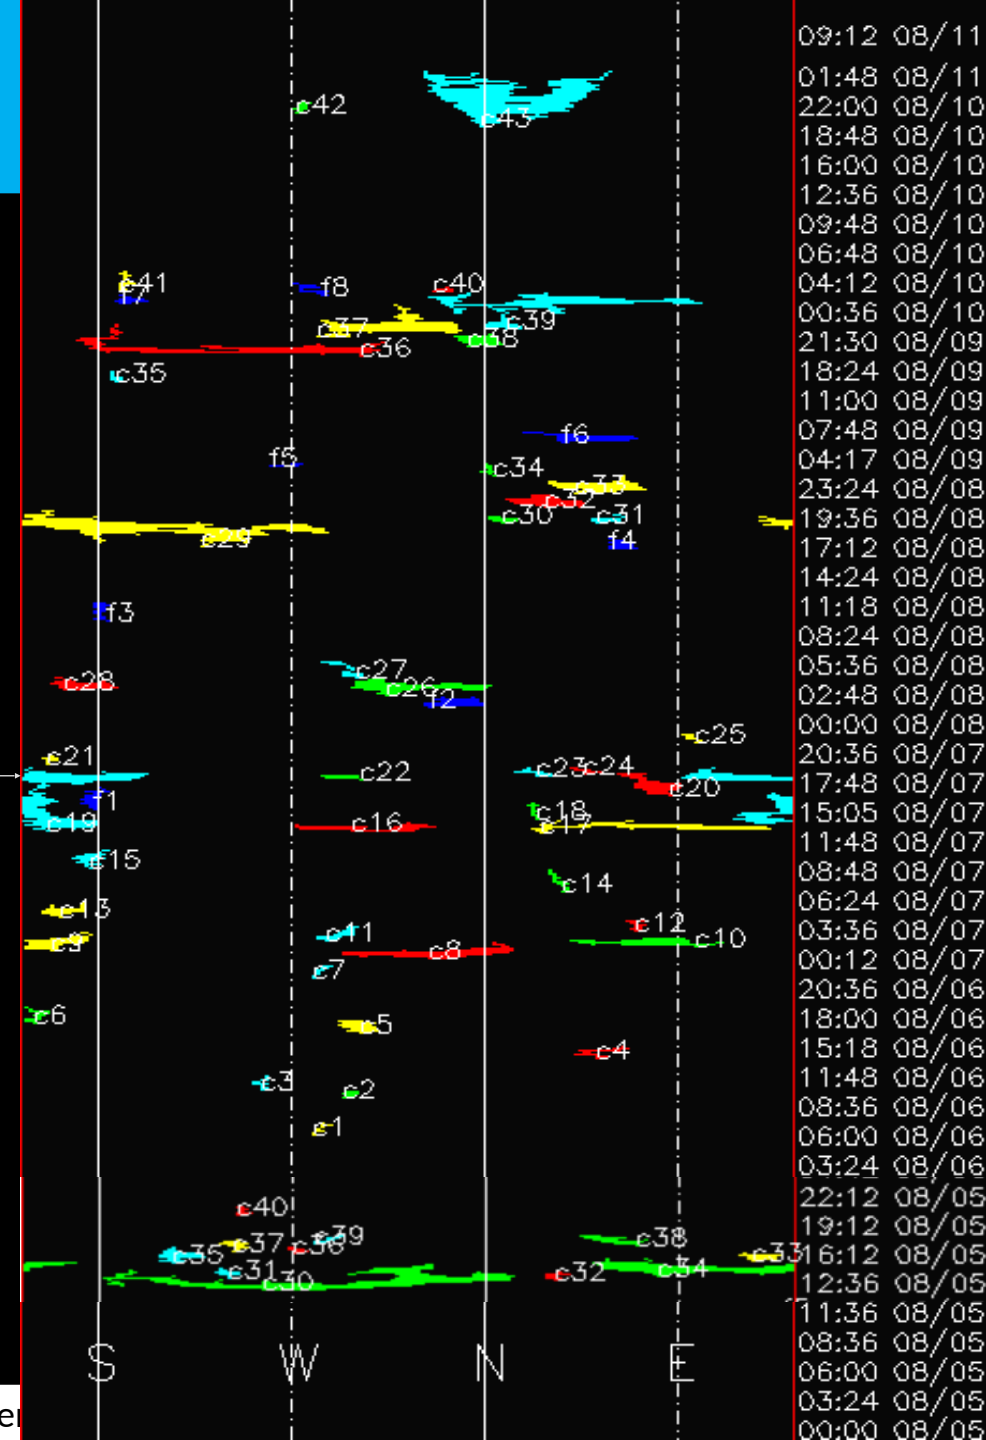 09:12 08/11
01:48 08/11
c42 22:00 08/10
c43
18:48 08/10
16:00 08/10
12:36 08/10
09:48 08/10
06:48 08/10
c41 f8 c40 04:12 08/10
f7
c39 00:36 08/10
c37
c38 21:30 08/09
c36
c35 18:24 08/09
11:00 08/09
f6 07:48 08/09
f5 c34 04:17 08/09
c33 23:24 08/08
c32
c30 c31 19:36 08/08
c29 f4 17:12 08/08
14:24 08/08
f3 11:18 08/08
08:24 08/08
c27 05:36 08/08
c28 c26 02:48 08/08
f2
c25 00:00 08/08
c21 20:36 08/07
c22 c23 c24 17:48 08/07
c20
f1 15:05 08/07
c18
c19 c16 c17
11:48 08/07
c15
c14 08:48 08/07
c13 06:24 08/07
c12 03:36 08/07
c11
c9 c8 c10 00:12 08/07
c7
20:36 08/06
c6 c5 18:00 08/06
c4 15:18 08/06
c3 c2 11:48 08/06
08:36 08/06
c1 06:00 08/06
03:24 08/06
c40 22:12 08/05
c39 c38 19:12 08/05
c37 c36
c35 c33 16:12 08/05
c31 c32 c34
c30 12:36 08/05
11:36 08/05
08:36 08/05
S W N E
06:00 08/05
03:24 08/05
er
00:00 08/05